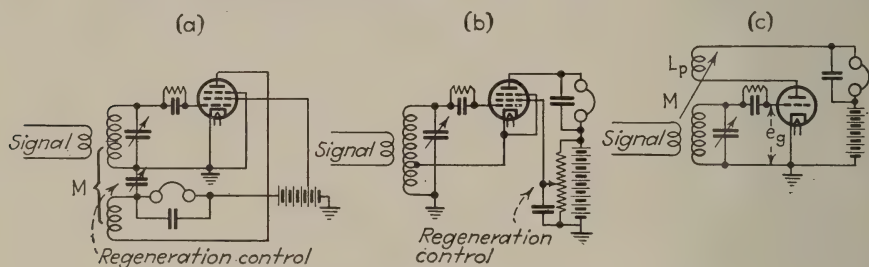 (a)
Signal
M
Regeneration control
(b)
Signal
Regeneration
control
(c)
Lp
M
Signal
eg